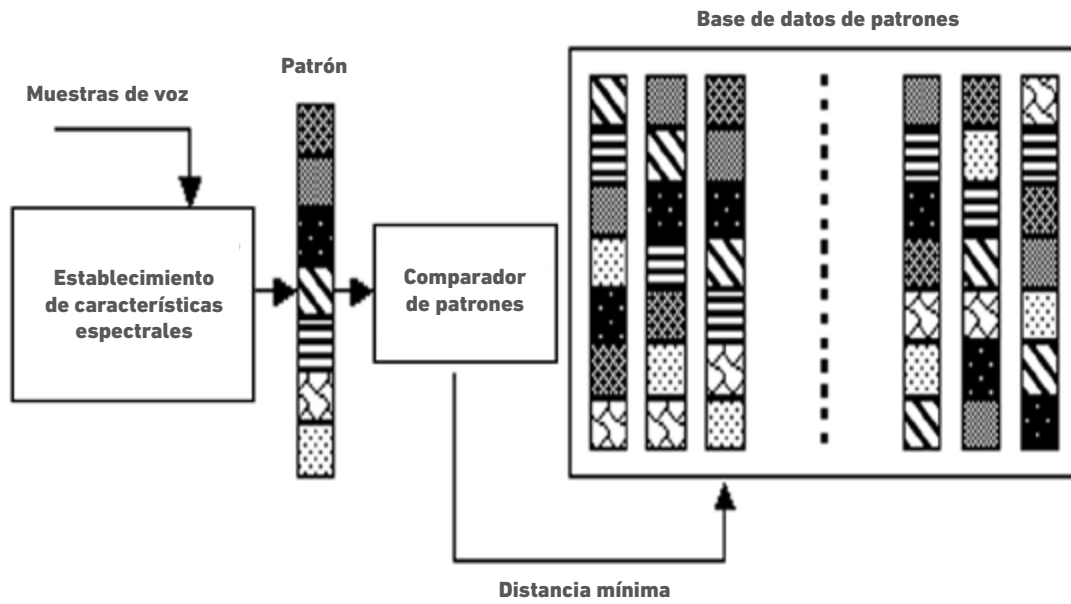 Base de datos de patrones
Patrón
Muestras de voz
Establecimiento
de características
espectrales
Comparador
de patrones
Distancia mínima